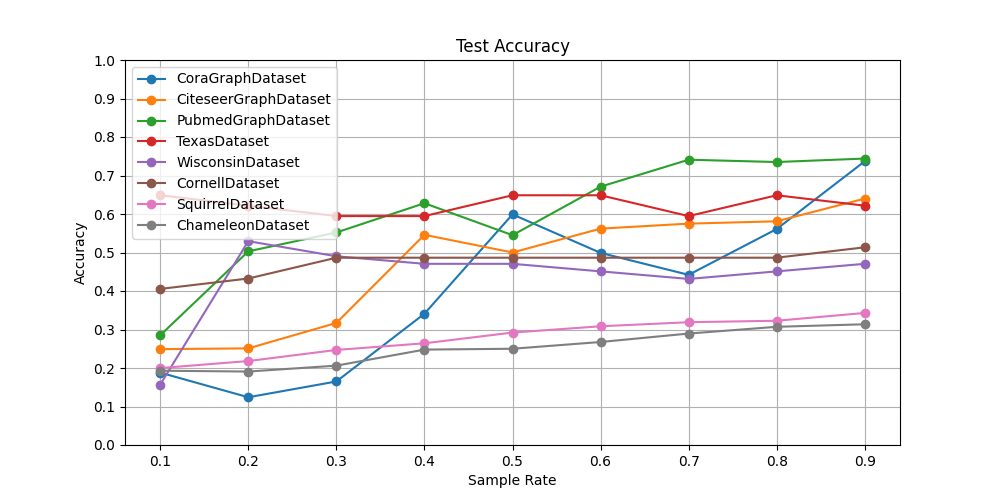 Test Accuracy
1.0
0.9
0.8
0.7
0.6
0.5
0.4
0.3
0.2
0.1
0.0
Accuracy
CoraGraphDataset
CiteseerGraphDataset
PubmedGraphDataset
TexasDataset
WisconsinDataset
CornellDataset
SquirrelDataset
ChameleonDataset
0.1 0.2 0.3 0.4 0.5 0.6 0.7 0.8 0.9
Sample Rate